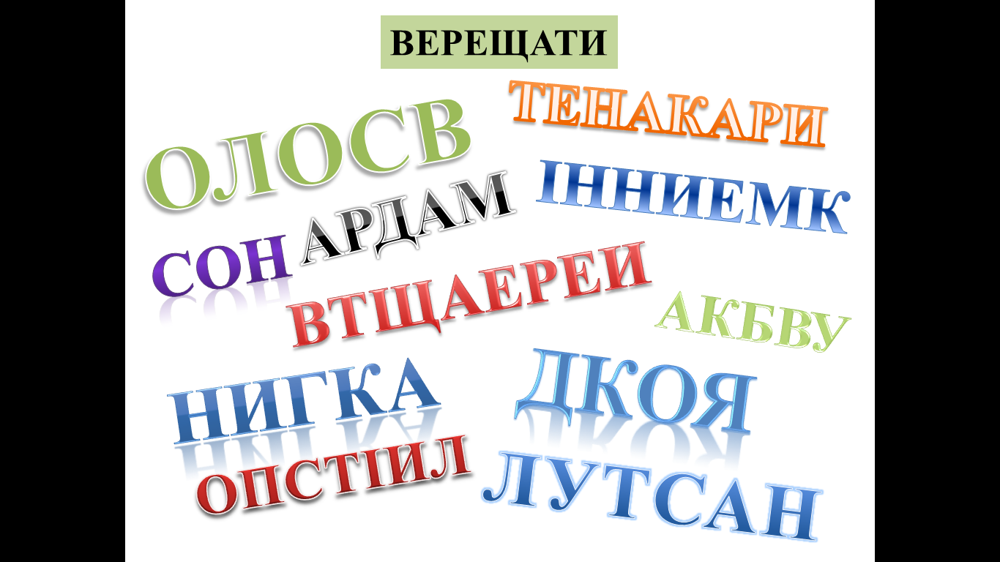 ВЕРЕЩАТИ
ТЕНАКАРИ
ОЛОСВ
ІННИЕМК
АРДАМ
СОН
ВТЩАЕРЕИ
АКБВУ
НИГКА
ДКОЯ
ОПСТІИЛ
ЛУТСАН